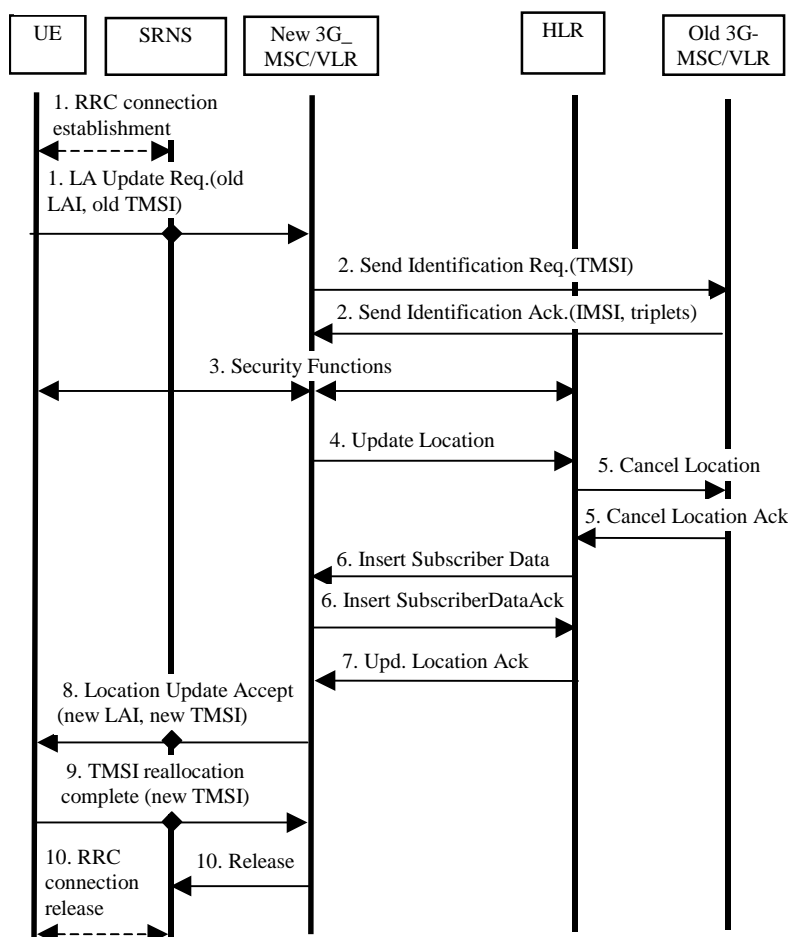 UE
SRNS
New 3G_
MSC/VLR
HLR
Old 3G-
MSC/VLR
1. RRC connection
establishment
1. LA Update Req.(old
LAI, old TMSI)
2. Send Identification Req.(TMSI)
2. Send Identification Ack.(IMSI, triplets)
3. Security Functions
4. Update Location
5. Cancel Location
5. Cancel Location Ack
6. Insert Subscriber Data
6. Insert SubscriberDataAck
7. Upd. Location Ack
8. Location Update Accept
(new LAI, new TMSI)
9. TMSI reallocation
complete (new TMSI)
10. RRC
connection
release
10. Release